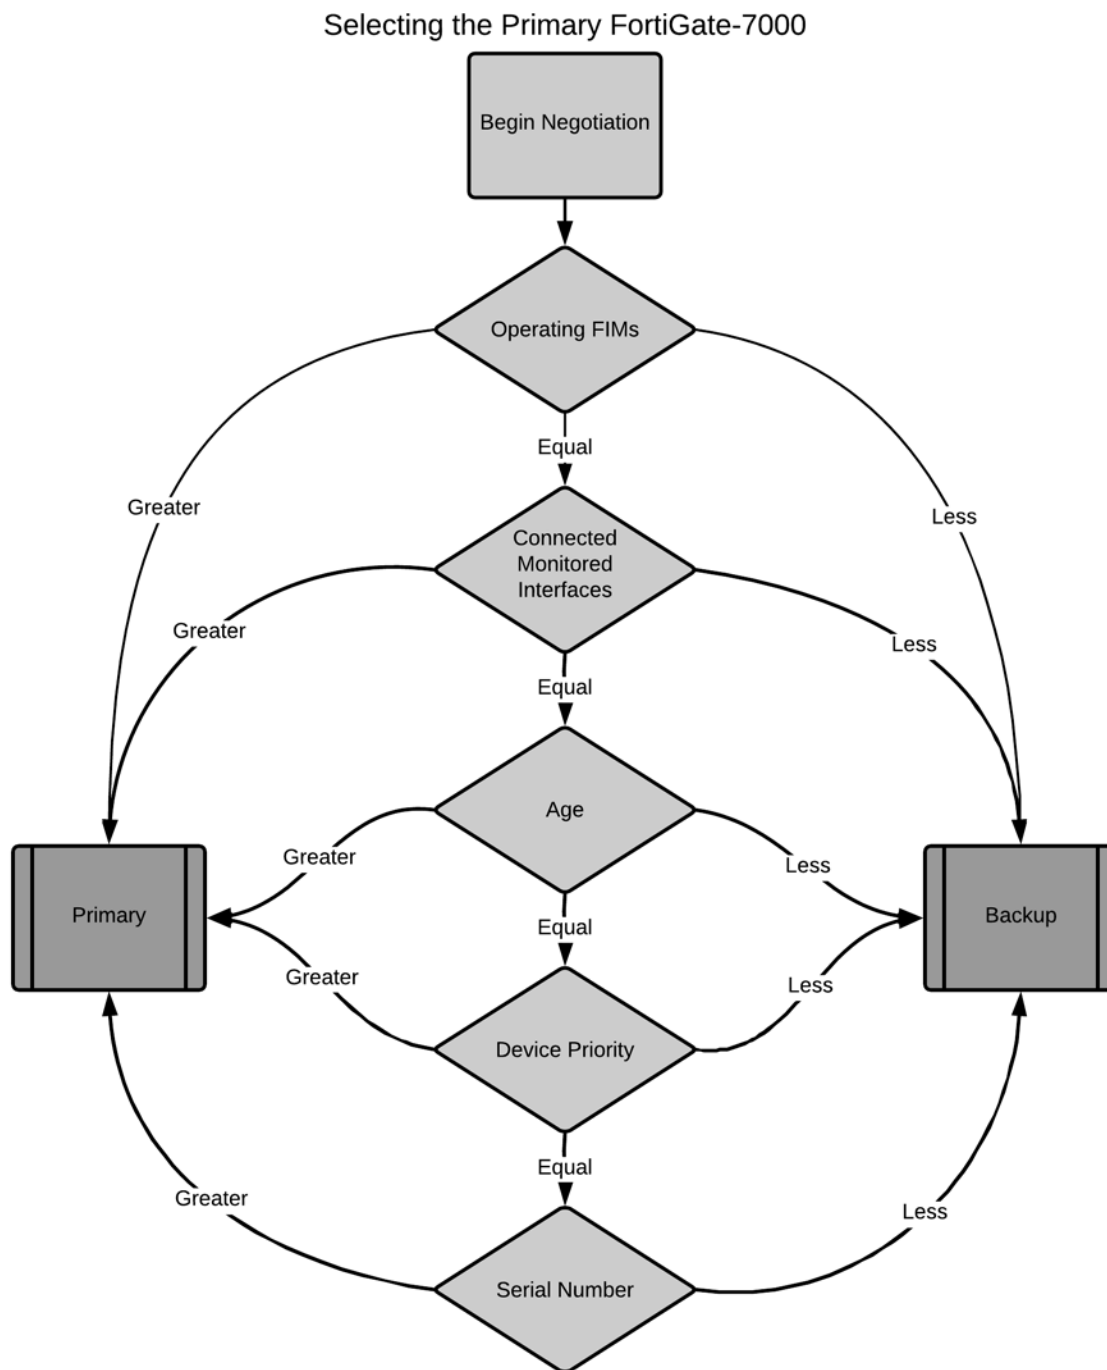 Selecting the Primary FortiGate-7000
Begin Negotiation
Operating FIMs
Equal
Greater
Less
Connected
Monitored
Interfaces
Greater
Less
Equal
Age
Greater
Less
Primary
Backup
Equal
Greater
Less
Device Priority
Equal
Greater
Less
Serial Number